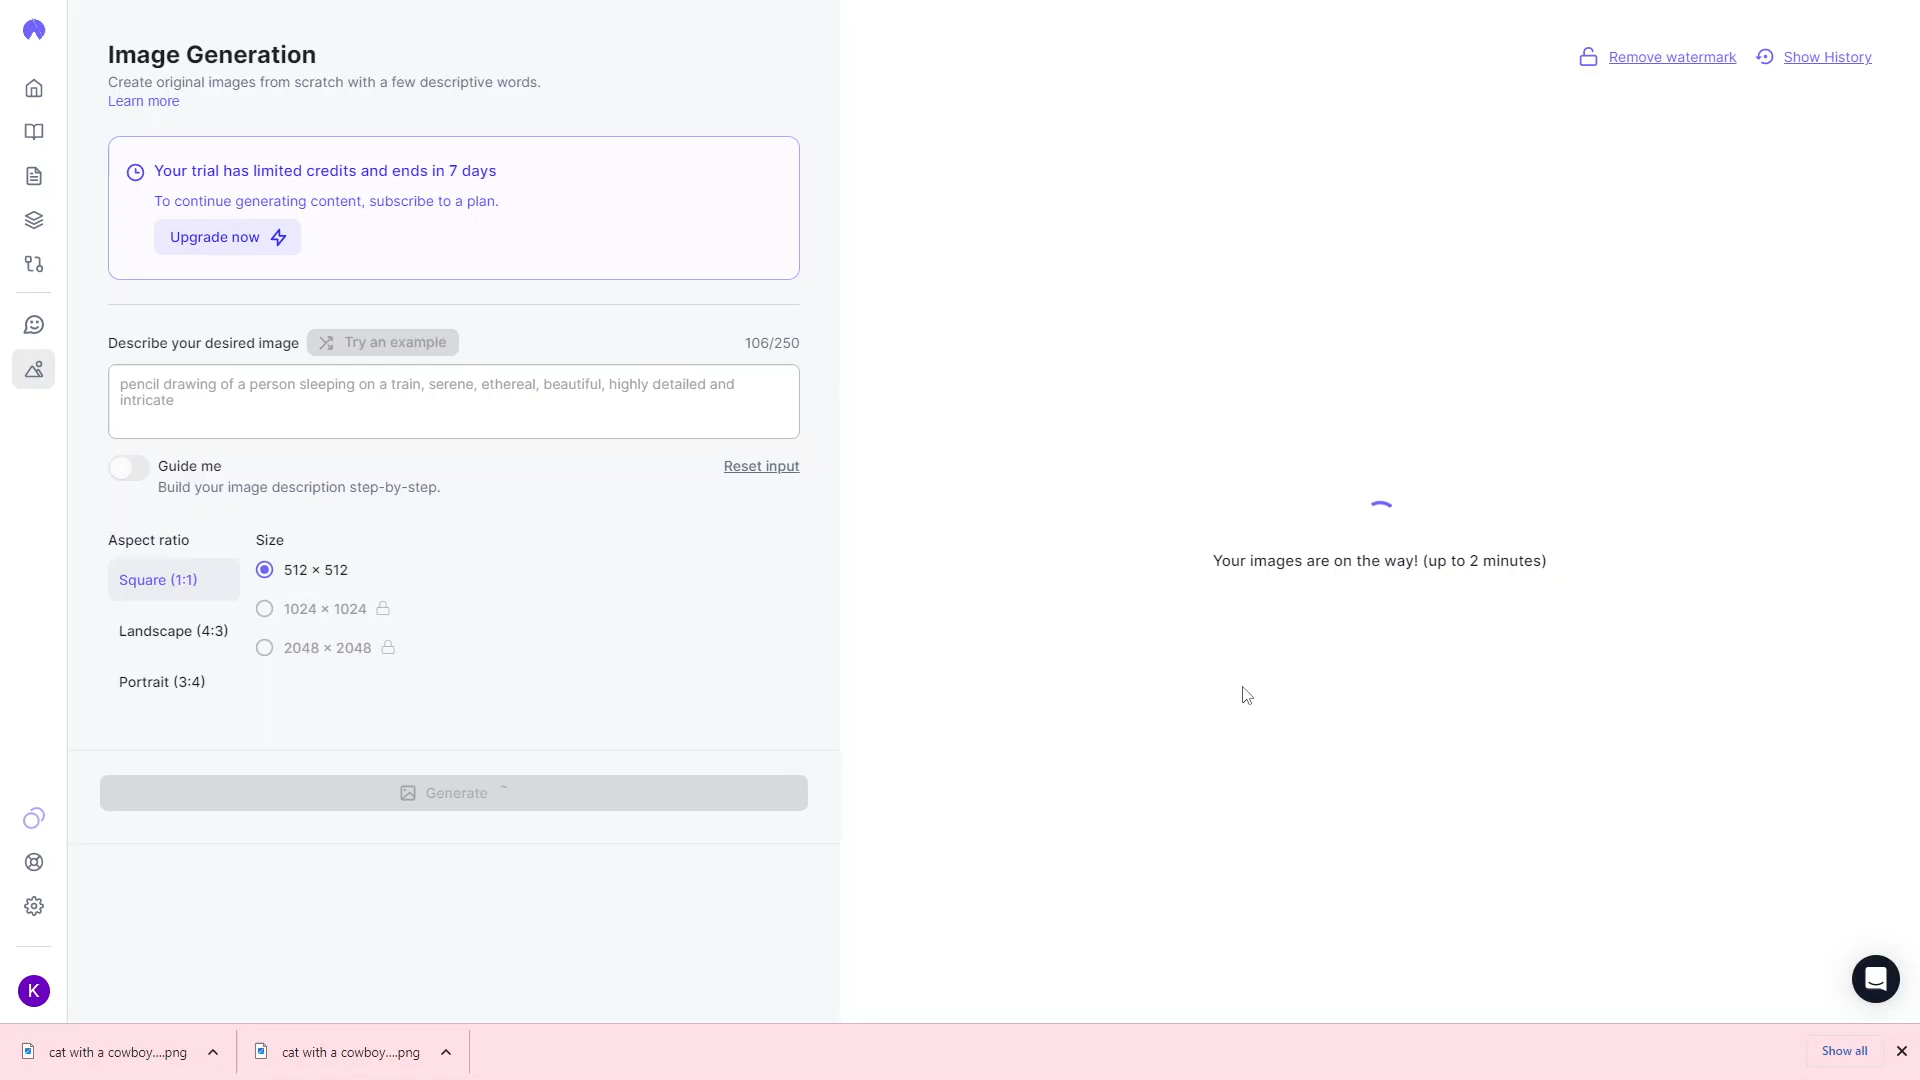 Image Generation
Create original images from scratch with a few descriptive words.
Learn more
Remove watermark
Show History
Your trial has limited credits and ends in 7 days
To continue generating content, subscribe to a plan.
Upgrade now
Describe your desired image
Try an example
106/250
pencil drawing of a person sleeping on a train, serene, ethereal, beautiful, highly detailed and
intricate
Guide me
Reset input
Build your image description step-by-step.
Aspect ratio
Size
Square (1:1)
512 × 512
1024 × 1024
Landscape (4:3)
2048 × 2048
Portrait (3:4)
Your images are on the way! (up to 2 minutes)
Generate
K
cat with a cowboy....png
cat with a cowboy....png
Show all